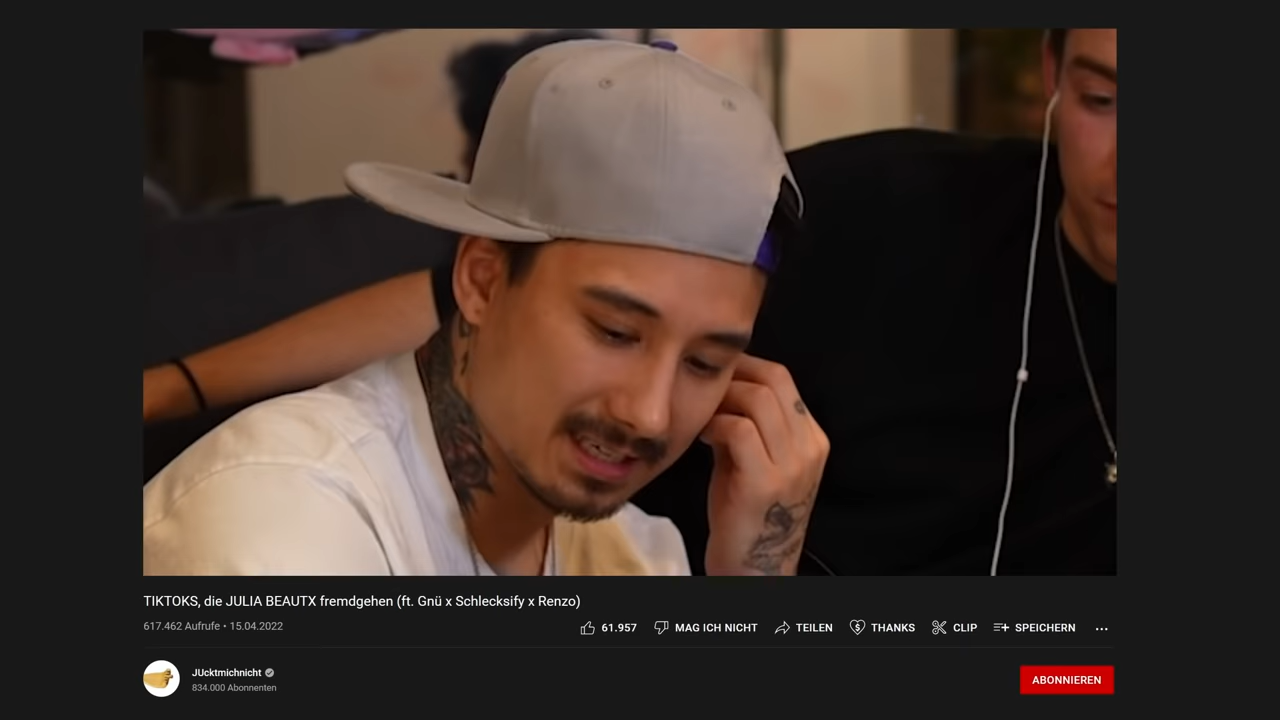 TIKTOKS, die JULIA BEAUTX fremdgehen (ft. Gnü x Schlecksify x Renzo)
617.462 Aufrufe • 15.04.2022
61.957 MAG ICH NICHT TEILEN THANKS CLIP SPEICHERN ...
JUcktmichnicht
834.000 Abonnenten
ABONNIEREN